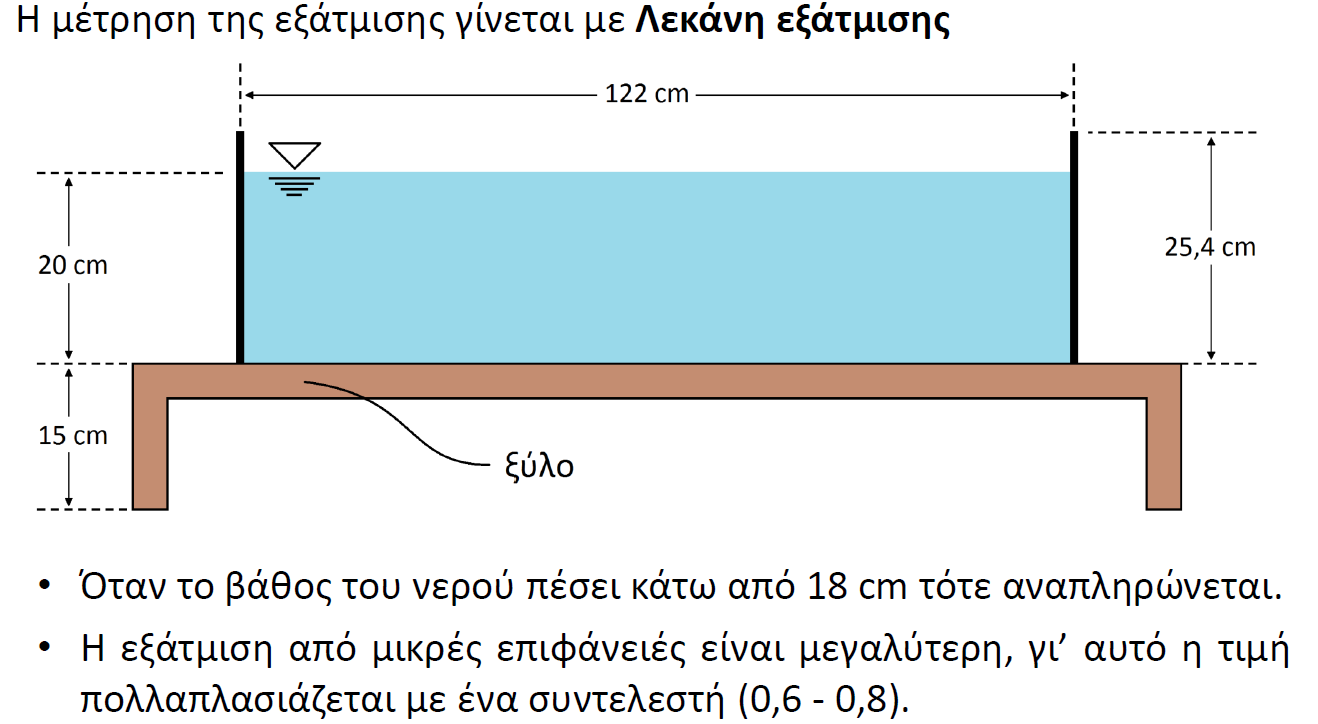 Η μέτρηση της εξάτμισης γίνεται με Λεκάνη εξάτμισης
122 cm
20 cm
25,4 cm
15 cm
ξύλο
• Όταν το βάθος του νερού πέσει κάτω από 18 cm τότε αναπληρώνεται.
• Η εξάτμιση από μικρές επιφάνειές είναι μεγαλύτερη, γι’ αυτό η τιμή
πολλαπλασιάζεται με ένα συντελεστή (0,6 - 0,8).